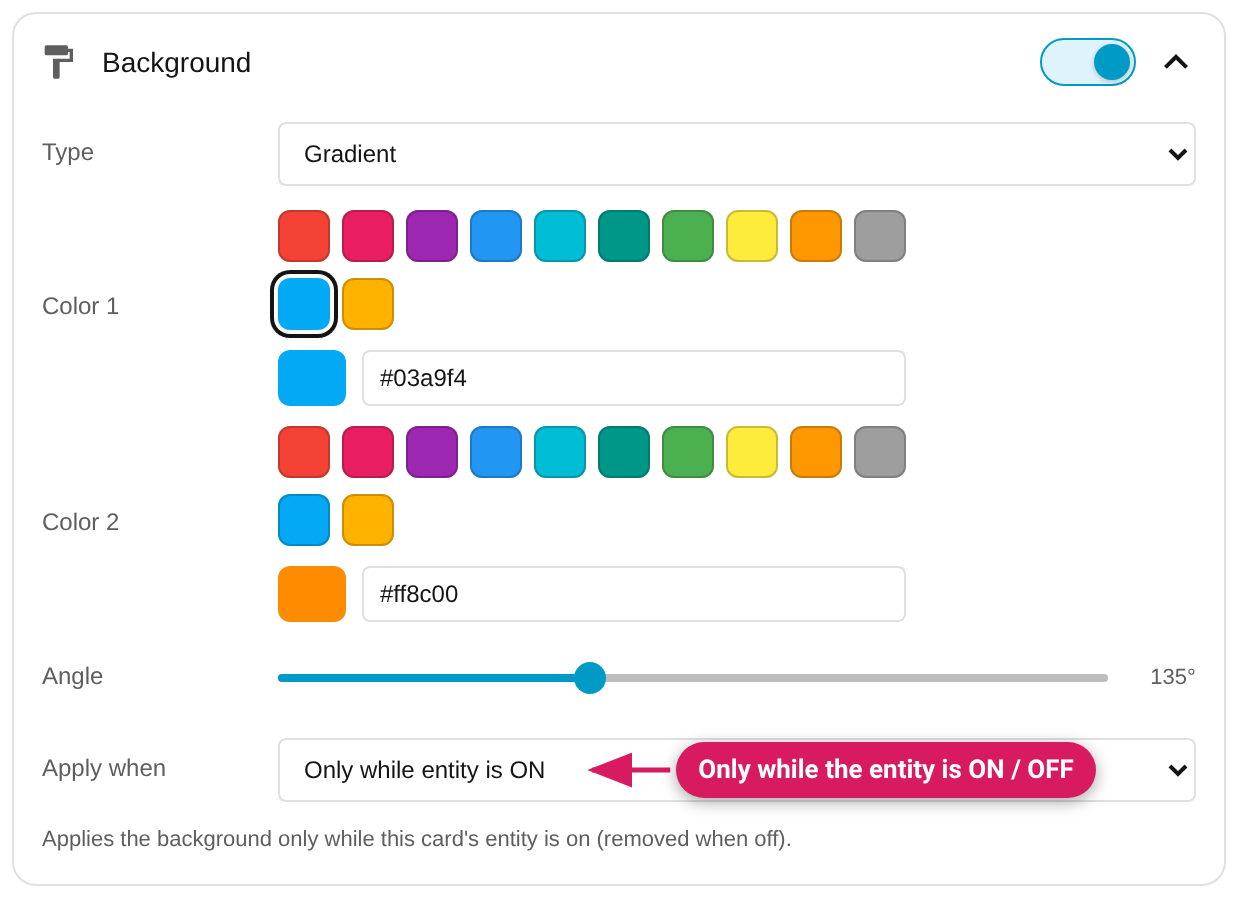 Background
Type
Gradient
Color 1
#03a9f4
Color 2
#ff8c00
Angle
135°
Apply when
Only while entity is ON
Only while the entity is ON / OFF
Applies the background only while this card's entity is on (removed when off).